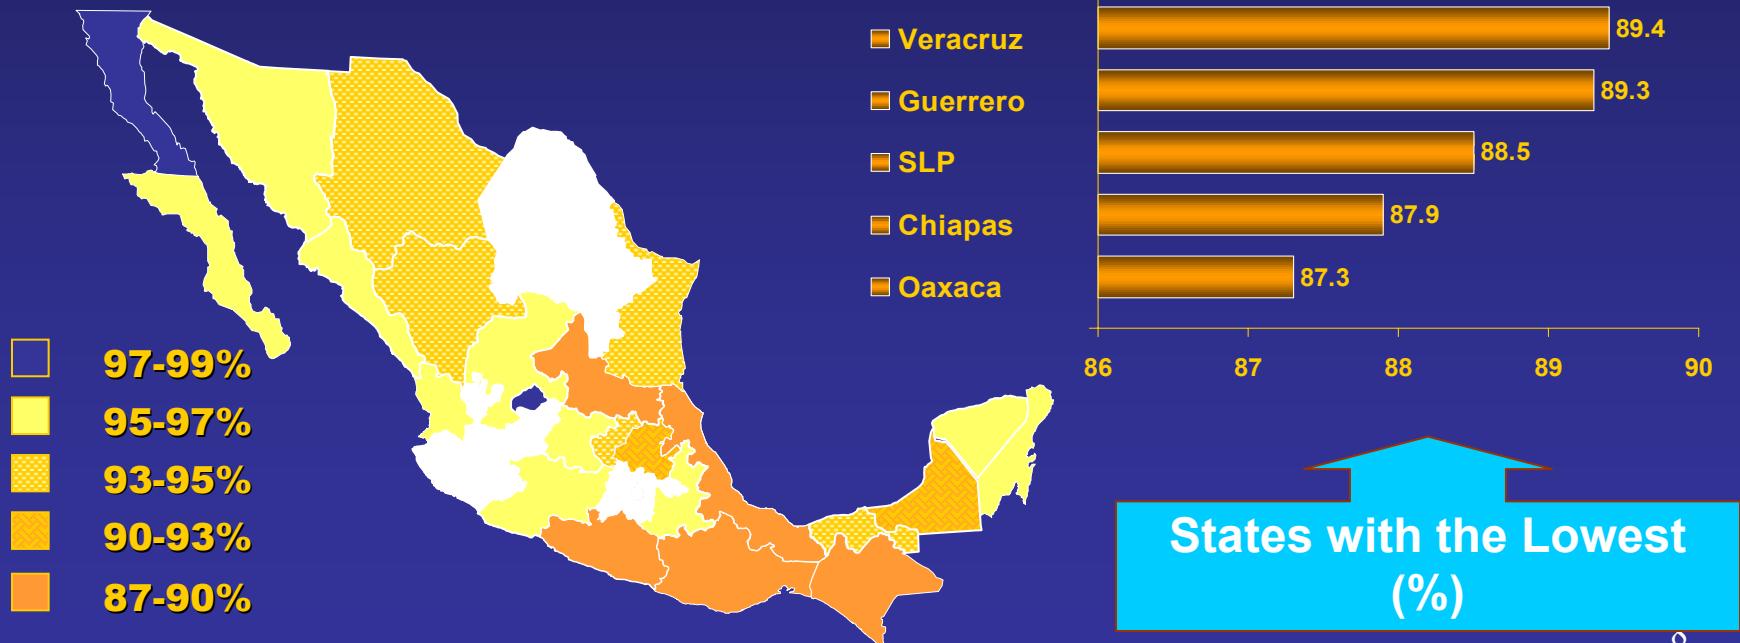 97-99%
95-97%
93-95%
90-93%
87-90%
Veracruz
Guerrero
SLP
Chiapas
Oaxaca
89.4
89.3
88.5
87.9
87.3
86 87 88 89 90
States with the Lowest
(%)